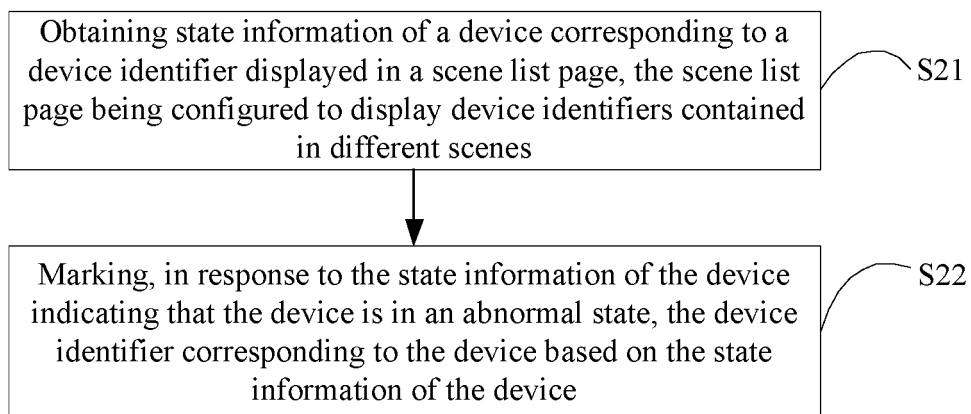 Obtaining state information of a device corresponding to a
device identifier displayed in a scene list page, the scene list
page being configured to display device identifiers contained
in different scenes
S21
Marking, in response to the state information of the device
indicating that the device is in an abnormal state, the device
identifier corresponding to the device based on the state
information of the device
S22